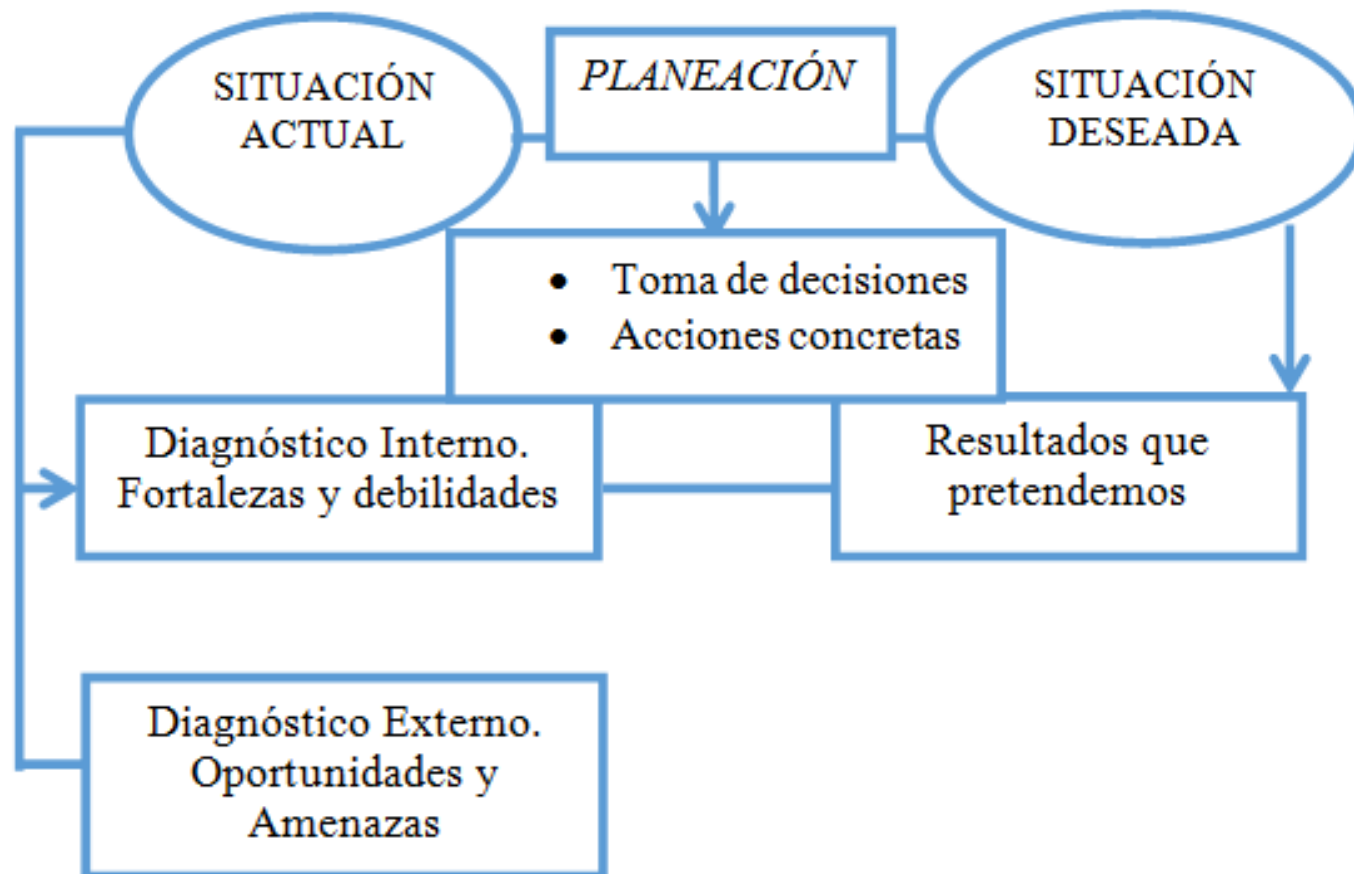 SITUACIÓN
ACTUAL
PLANEACIÓN
SITUACIÓN
DESEADA
• Toma de decisiones
• Acciones concretas
Diagnóstico Interno.
Fortalezas y debilidades
Resultados que
pretendemos
Diagnóstico Externo.
Oportunidades y
Amenazas